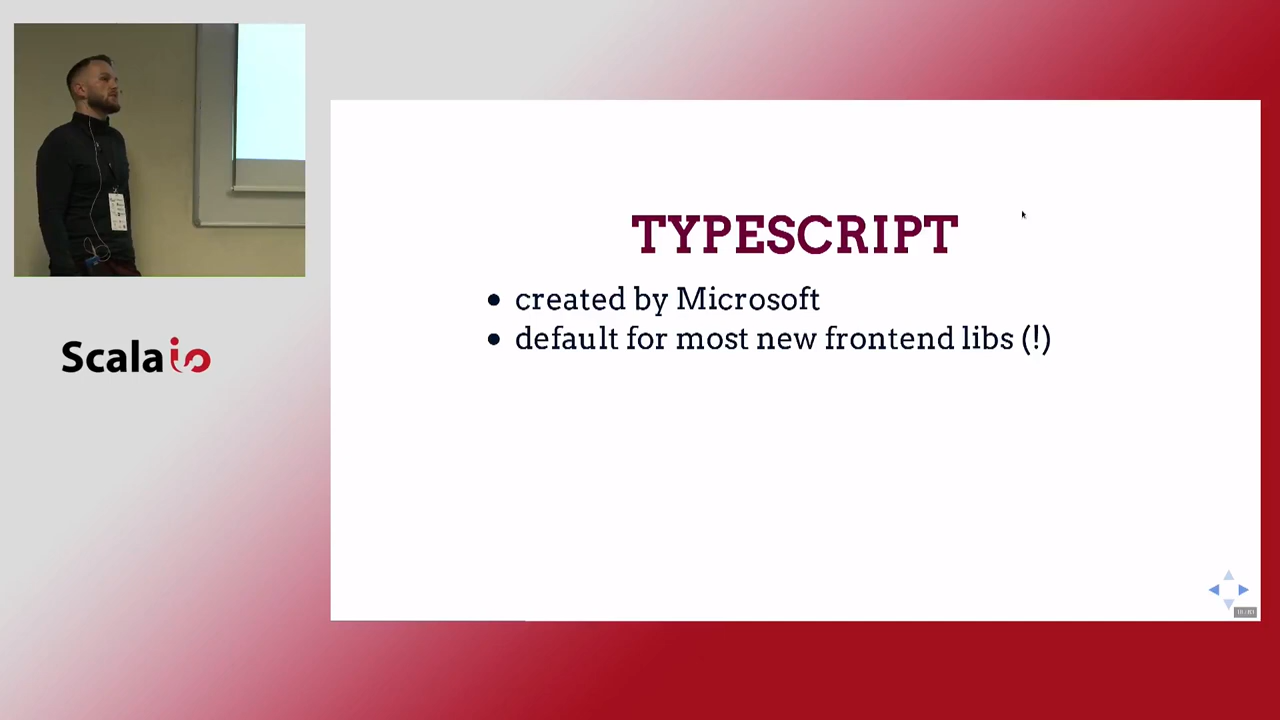 TYPESCRIPT
created by Microsoft
default for most new frontend libs (!)
Scala io